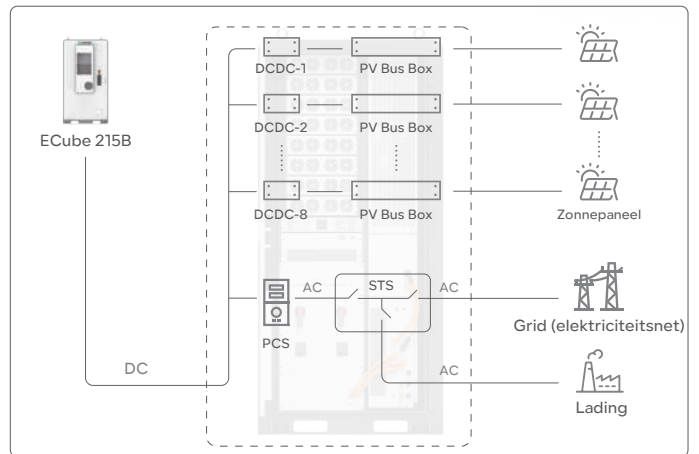 ECube 215B
DCDC-1
PV Bus Box
DCDC-2
PV Bus Box
DCDC-8
PV Bus Box
Zonnepaneel
PCS
AC
STS
AC
Grid (elektriciteitsnet)
DC
AC
Lading